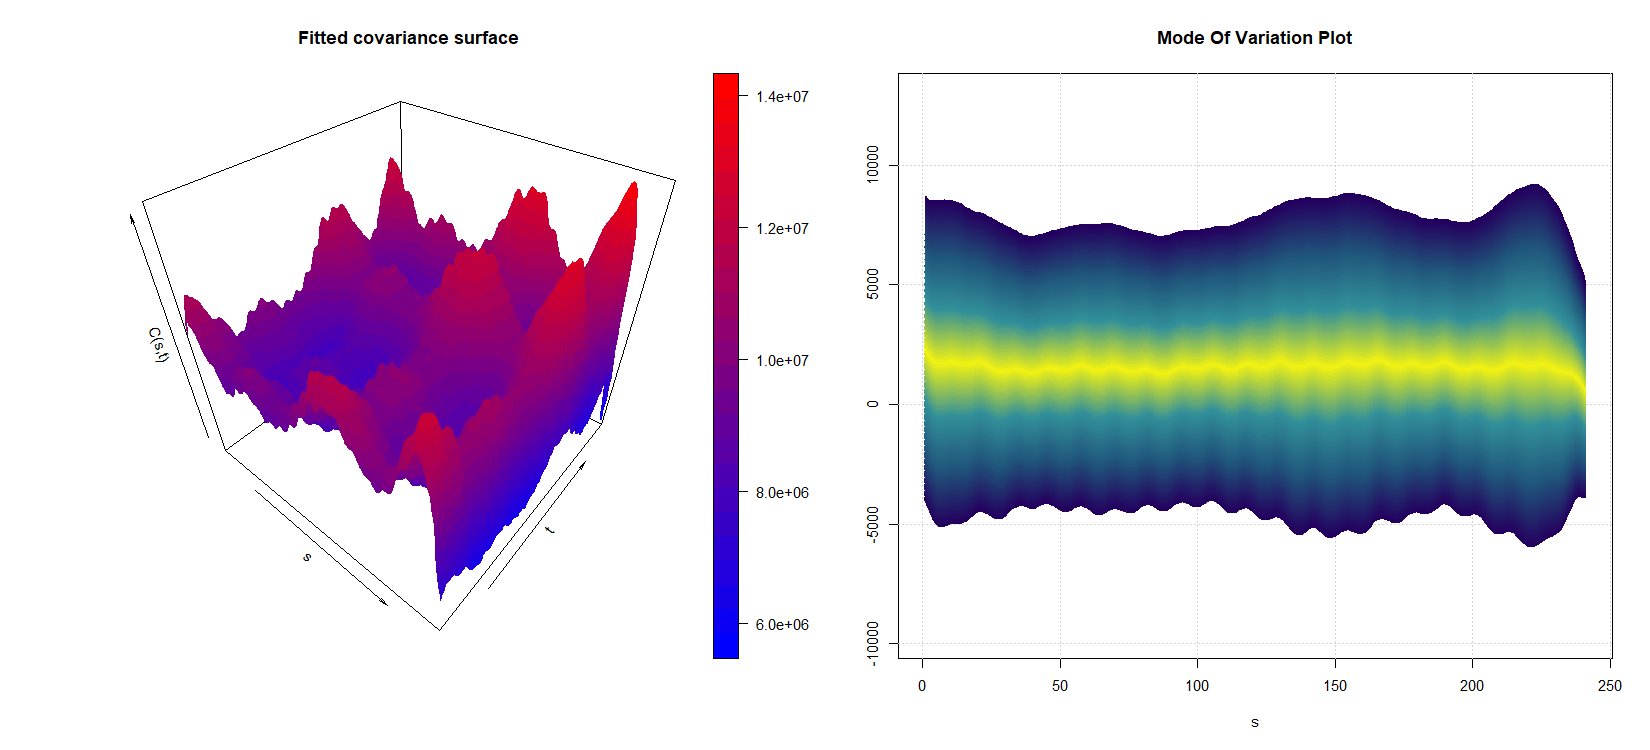 Fitted covariance surface
C(s,t)
s
t
1.4e+07
1.2e+07
1.0e+07
8.0e+06
6.0e+06
Mode Of Variation Plot
10000
5000
0
-5000
-10000
0 50 100 150 200 250
s